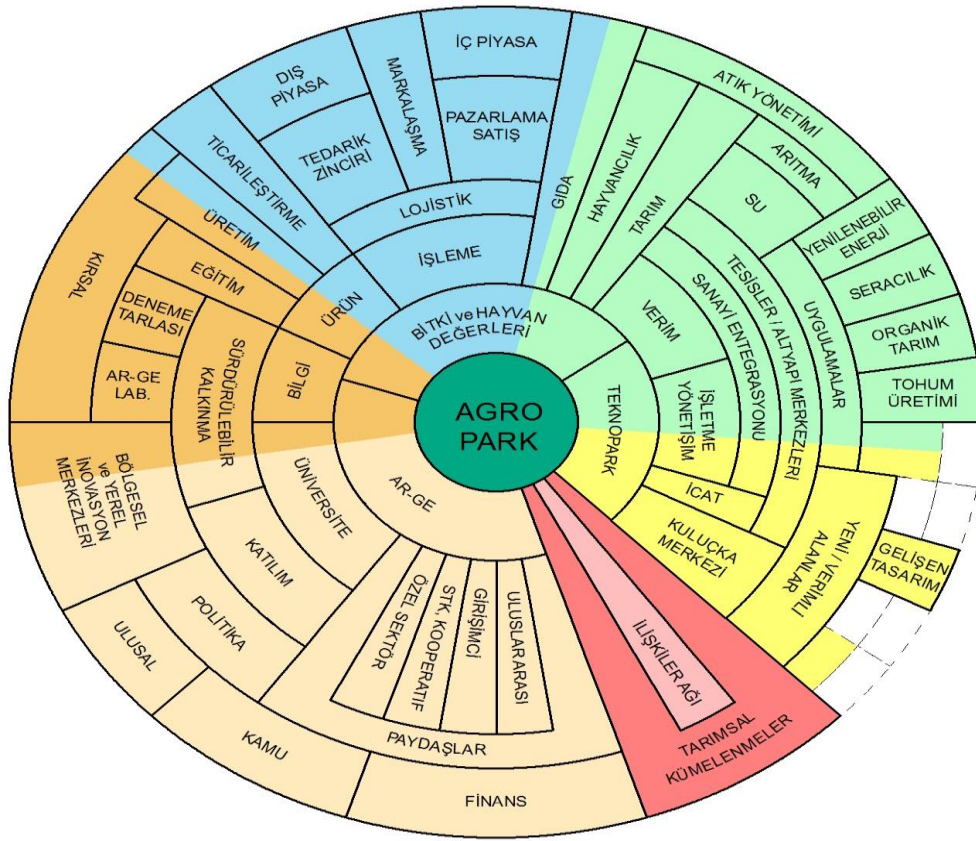 AGRO
PARK
BİTKİ ve HAYVAN
DEĞERLERİ
TEKNOPARK
AR-GE
İÇ PİYASA
PAZARLAMA
SATIŞ
MARKALAŞMA
DIŞ
PİYASA
TEDARİK
ZİNCİRİ
LOJİSTİK
İŞLEME
TİCARİLEŞTİRME
ÜRÜN
GIDA
ATIK YÖNETİMİ
HAYVANCILIK
TARIM
ARITMA
SU
YENİLENEBİLİR
ENERJİ
SERACILIK
ORGANİK
TARIM
TOHUM
ÜRETİMİ
UYGULAMALAR
TESİSLER / ALTYAPI MERKEZLERİ
SANAYİ ENTEGRASYONU
VERİM
İŞLETME
YÖNETİŞİM
İCAT
KULUÇKA
MERKEZİ
YENİ / VERİMLİ
ALANLAR
GELİŞEN
TASARIM
İLİŞKİLER AĞI
TARIMSAL
KÜMELENMELER
ULUSLARARASI
GİRİŞİMCİ
STK, KOOPERATİF
ÖZEL SEKTÖR
PAYDAŞLAR
FİNANS
KAMU
ULUSAL
POLİTİKA
KATILIM
ÜNİVERSİTE
BÖLGESEL
ve YEREL
İNOVASYON
MERKEZLERİ
SÜRDÜRÜLEBİLİR
KALKINMA
BİLGİ
AR-GE
LAB.
DENEME
TARLASI
EĞİTİM
ÜRETİM
KIRSAL